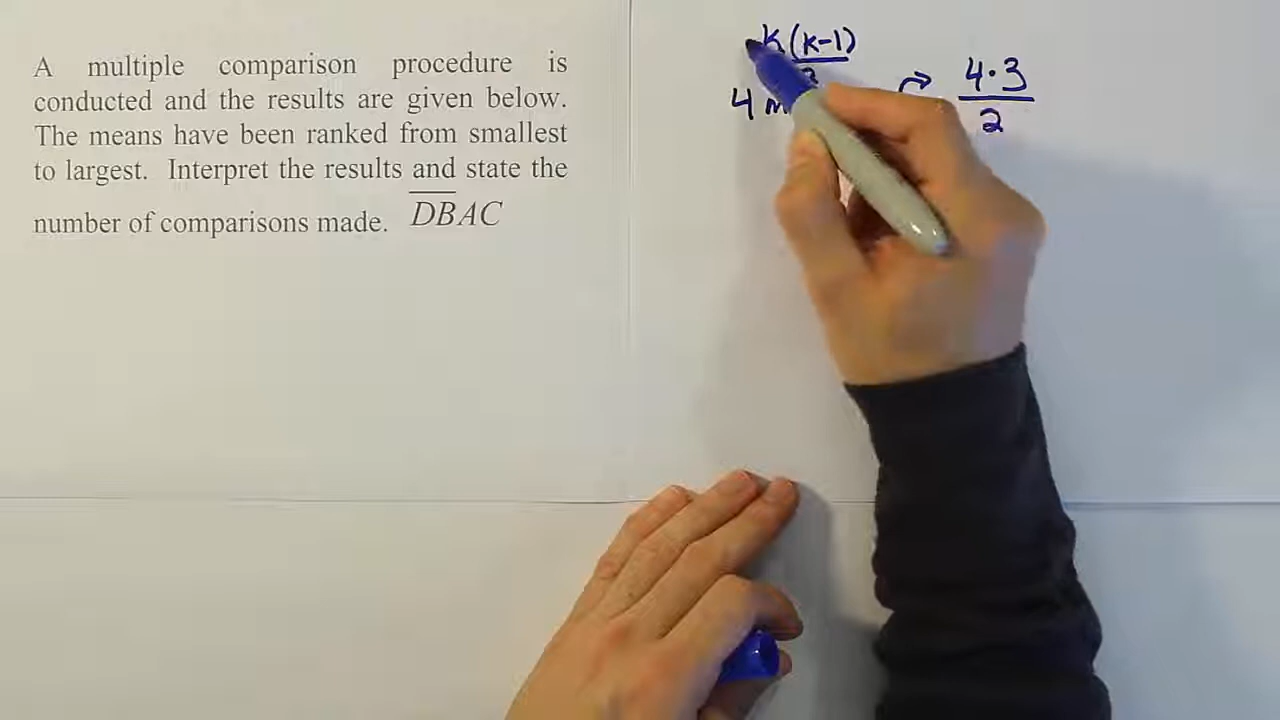 A multiple comparison procedure is
conducted and the results are given below.
The means have been ranked from smallest
to largest. Interpret the results and state the
number of comparisons made. DBAC
k(k-1)
4
4·3
2